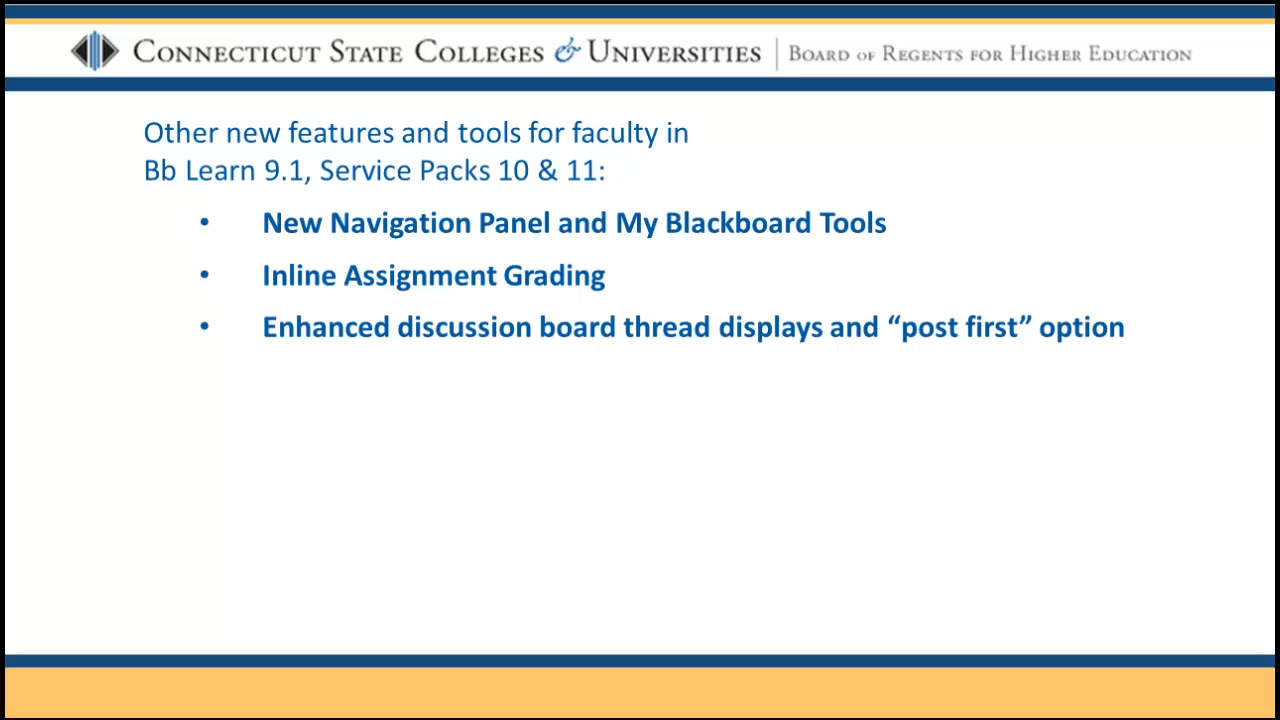 CONNECTICUT STATE COLLEGES & UNIVERSITIES | BOARD OF REGENTS FOR HIGHER EDUCATION
Other new features and tools for faculty in
Bb Learn 9.1, Service Packs 10 & 11:
• New Navigation Panel and My Blackboard Tools
• Inline Assignment Grading
• Enhanced discussion board thread displays and “post first” option